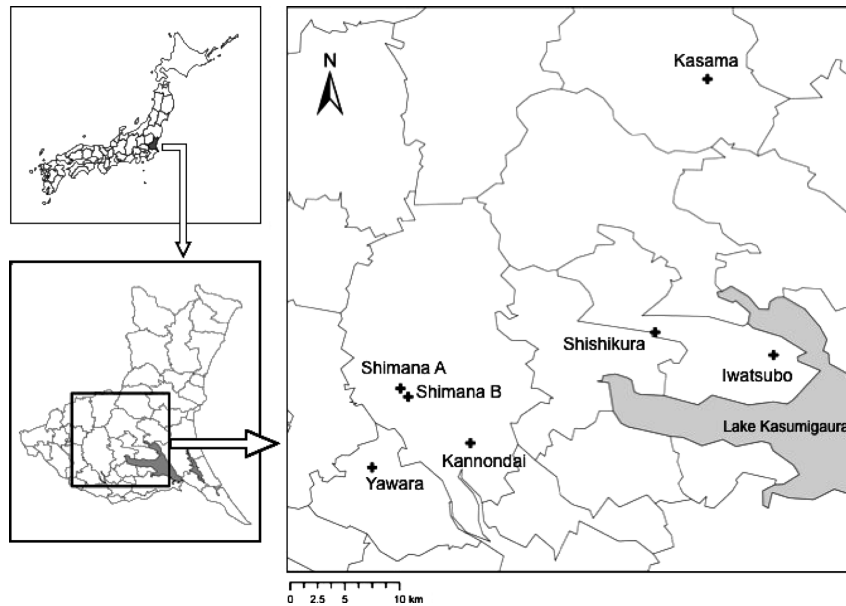 N
Kasama
Shishikura
Iwatsubo
Shimana A
Shimana B
Lake Kasumigaura
Kannondai
Yawara
0 2.5 5 10 km